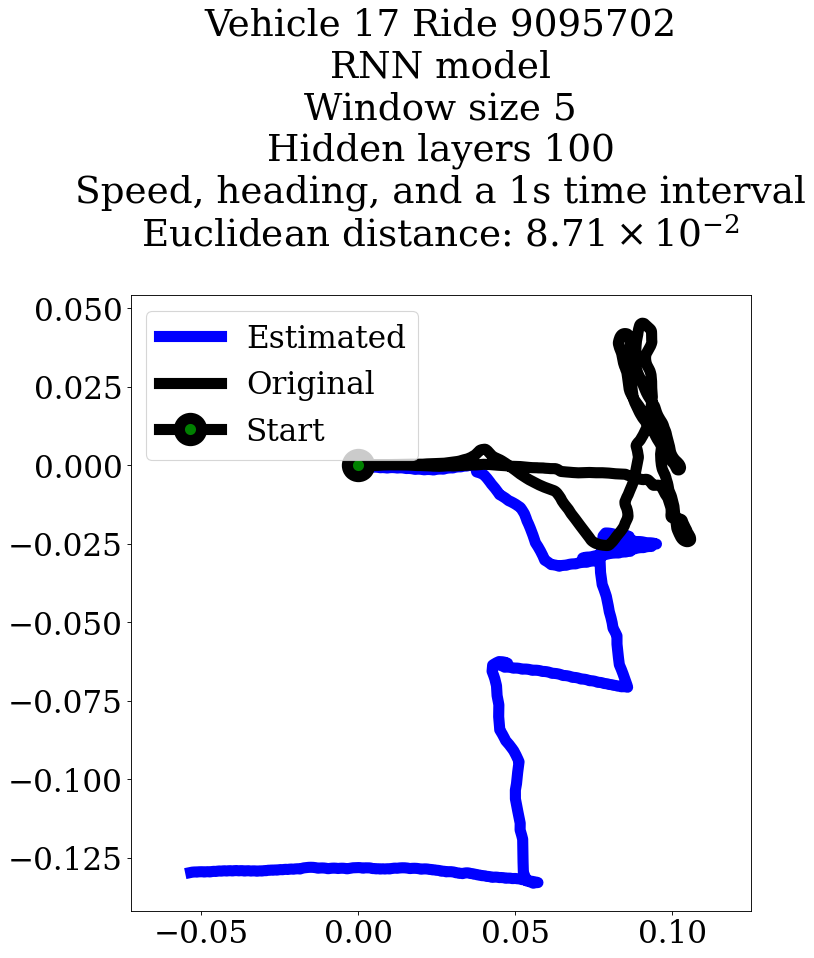 Vehicle 17 Ride 9095702
RNN model
Window size 5
Hidden layers 100
Speed, heading, and a 1s time interval
Euclidean distance: 8.71 × 10⁻²
0.050
0.025
0.000
−0.025
−0.050
−0.075
−0.100
−0.125
Estimated
Original
Start
−0.05
0.00
0.05
0.10